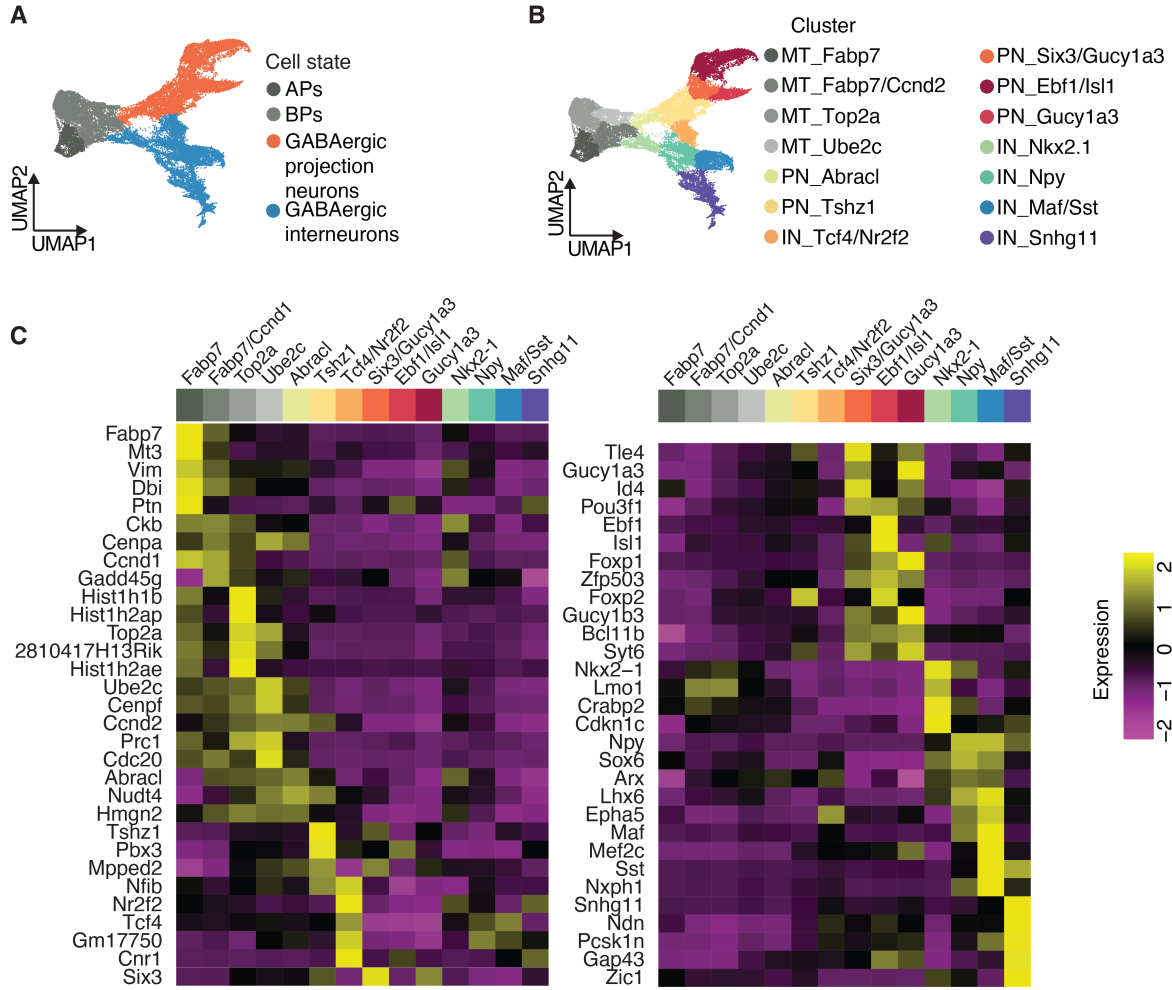 A
Cell state
APs
BPs
GABAergic
projection
neurons
GABAergic
interneurons
UMAP2
UMAP1
B
Cluster
MT_Fabp7
MT_Fabp7/Ccnd2
MT_Top2a
MT_Ube2c
PN_Abracl
PN_Tshz1
IN_Tcf4/Nr2f2
PN_Six3/Gucy1a3
PN_Ebf1/Isl1
PN_Gucy1a3
IN_Nkx2.1
IN_Npy
IN_Maf/Sst
IN_Snhg11
UMAP2
UMAP1
C
Fabp7
Fabp7/Ccnd1
Top2a
Ube2c
Abracl
Tshz1
Tcf4/Nr2f2
Six3/Gucy1a3
Ebf1/Isl1
Gucy1a3
Nkx2-1
Npy
Maf/Sst
Snhg11
Fabp7
Mt3
Vim
Dbi
Ptn
Ckb
Cenpa
Ccnd1
Gadd45g
Hist1h1b
Hist1h2ap
Top2a
2810417H13Rik
Hist1h2ae
Ube2c
Cenpf
Ccnd2
Prc1
Cdc20
Abracl
Nudt4
Hmgn2
Tshz1
Pbx3
Mpped2
Nfib
Nr2f2
Tcf4
Gm17750
Cnr1
Six3
Fabp7
Fabp7/Ccnd1
Top2a
Ube2c
Abracl
Tshz1
Tcf4/Nr2f2
Six3/Gucy1a3
Ebf1/Isl1
Gucy1a3
Nkx2-1
Npy
Maf/Sst
Snhg11
Tle4
Gucy1a3
Id4
Pou3f1
Ebf1
Isl1
Foxp1
Zfp503
Foxp2
Gucy1b3
Bcl11b
Syt6
Nkx2−1
Lmo1
Crabp2
Cdkn1c
Npy
Sox6
Arx
Lhx6
Epha5
Maf
Mef2c
Sst
Nxph1
Snhg11
Ndn
Pcsk1n
Gap43
Zic1
Expression
2
1
0
−1
−2